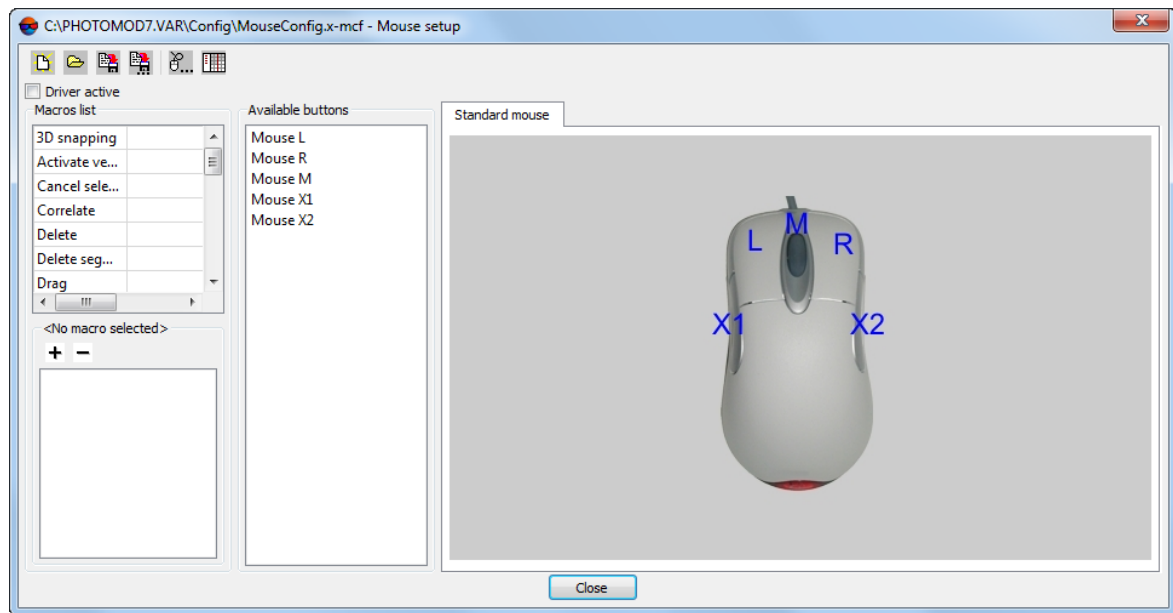 C:\PHOTOMOD7.VAR\Config\MouseConfig.x-mcf - Mouse setup
Driver active
Macros list
3D snapping
Activate ve...
Cancel sele...
Correlate
Delete
Delete seg...
Drag
<No macro selected>
Available buttons
Mouse L
Mouse R
Mouse M
Mouse X1
Mouse X2
Standard mouse
M
L R
X1 X2
Close